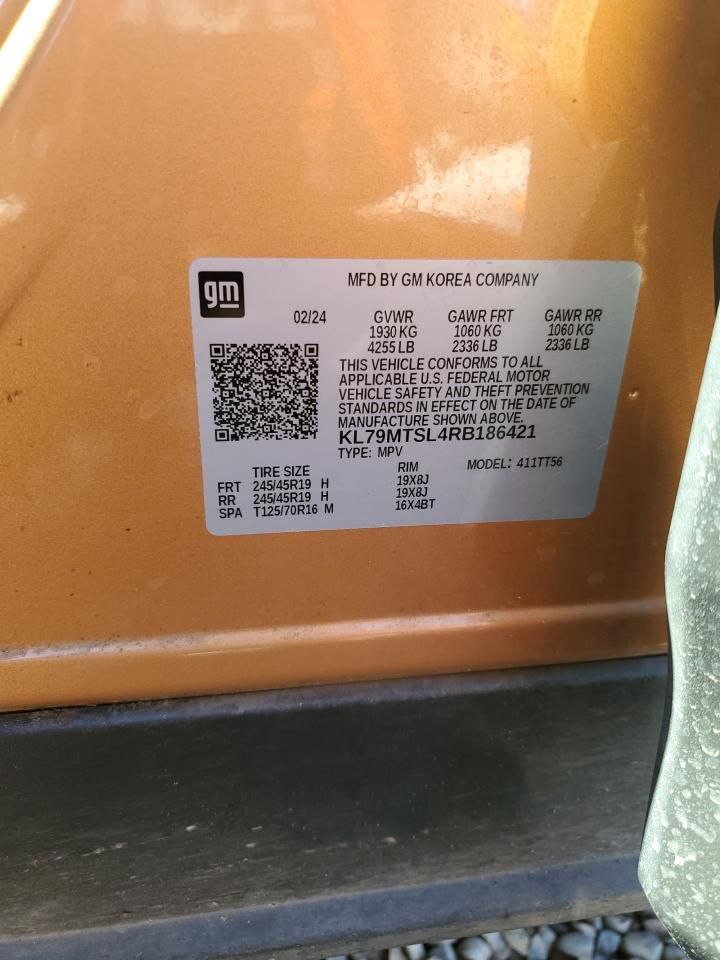 gm
MFD BY GM KOREA COMPANY
02/24 GVWR GAWR FRT GAWR RR
1930 KG 1060 KG 1060 KG
4255 LB 2336 LB 2336 LB
THIS VEHICLE CONFORMS TO ALL
APPLICABLE U.S. FEDERAL MOTOR
VEHICLE SAFETY AND THEFT PREVENTION
STANDARDS IN EFFECT ON THE DATE OF
MANUFACTURE SHOWN ABOVE.
KL79MTSL4RB186421
TYPE: MPV MODEL: 411TT56
TIRE SIZE RIM
FRT 245/45R19 H 19X8J
RR 245/45R19 H 19X8J
SPA T125/70R16 M 16X4BT